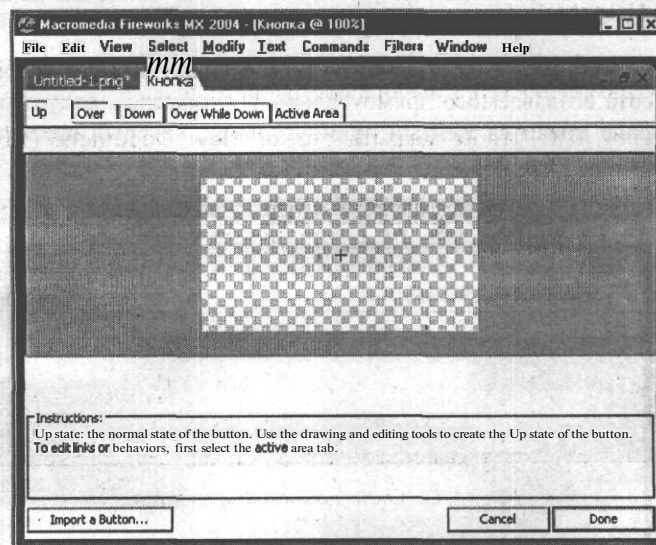 Macromedia Fireworks MX 2004 - [Кнопка @ 100%]
File Edit View Select Modify Text Commands Filters Window Help
mm
Untitled-1.png* Кнопка
Up Over Down Over While Down Active Area
Instructions:
Up state: the normal state of the button. Use the drawing and editing tools to create the Up state of the button.
To edit links or behaviors, first select the active area tab.
Import a Button... Cancel Done